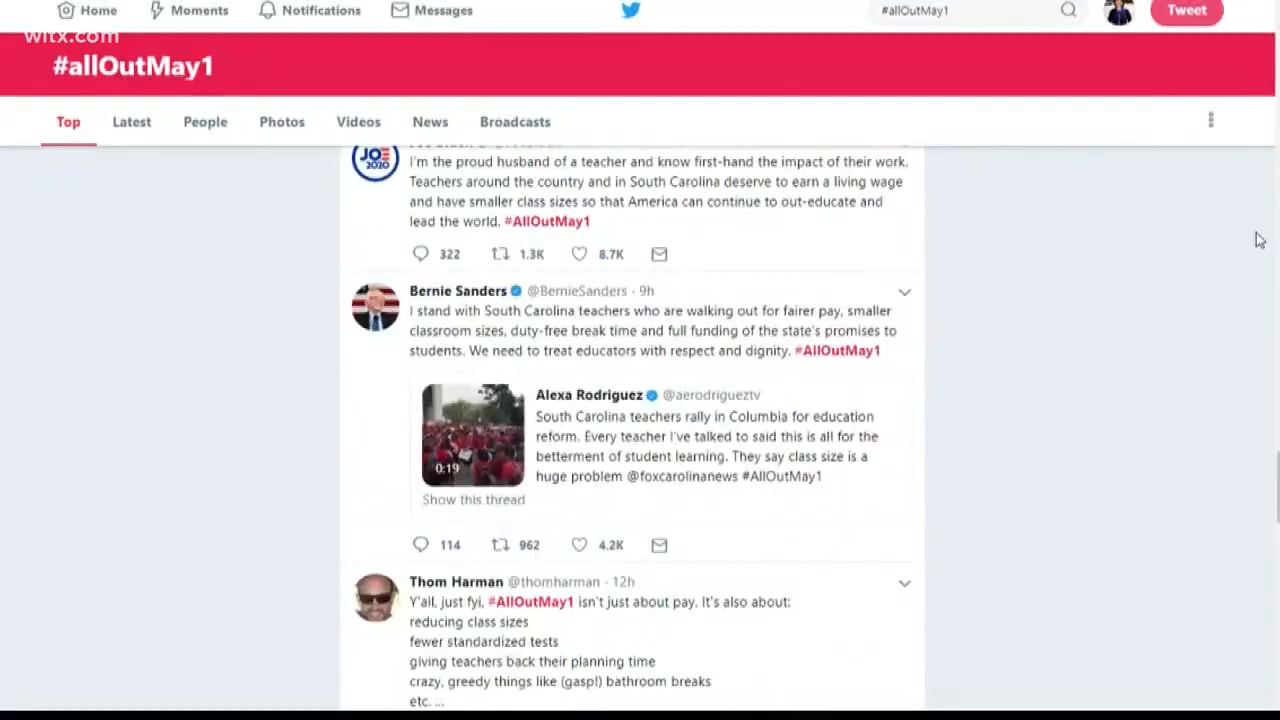 Home Moments Notifications Messages #allOutMay1 Tweet
wltx.com
#allOutMay1
Top Latest People Photos Videos News Broadcasts
JOE
2020
I'm the proud husband of a teacher and know first-hand the impact of their work.
Teachers around the country and in South Carolina deserve to earn a living wage
and have smaller class sizes so that America can continue to out-educate and
lead the world. #AllOutMay1
322 1.3K 8.7K
Bernie Sanders @BernieSanders · 9h
I stand with South Carolina teachers who are walking out for fairer pay, smaller
classroom sizes, duty-free break time and full funding of the state's promises to
students. We need to treat educators with respect and dignity. #AllOutMay1
Alexa Rodriguez @aerodrigueztv
South Carolina teachers rally in Columbia for education
reform. Every teacher I've talked to said this is all for the
betterment of student learning. They say class size is a
huge problem @foxcarolinanews #AllOutMay1
0:19
Show this thread
114 962 4.2K
Thom Harman @thomharman · 12h
Y'all, just fyi, #AllOutMay1 isn't just about pay. It's also about:
reducing class sizes
fewer standardized tests
giving teachers back their planning time
crazy, greedy things like (gasp!) bathroom breaks
etc. ...